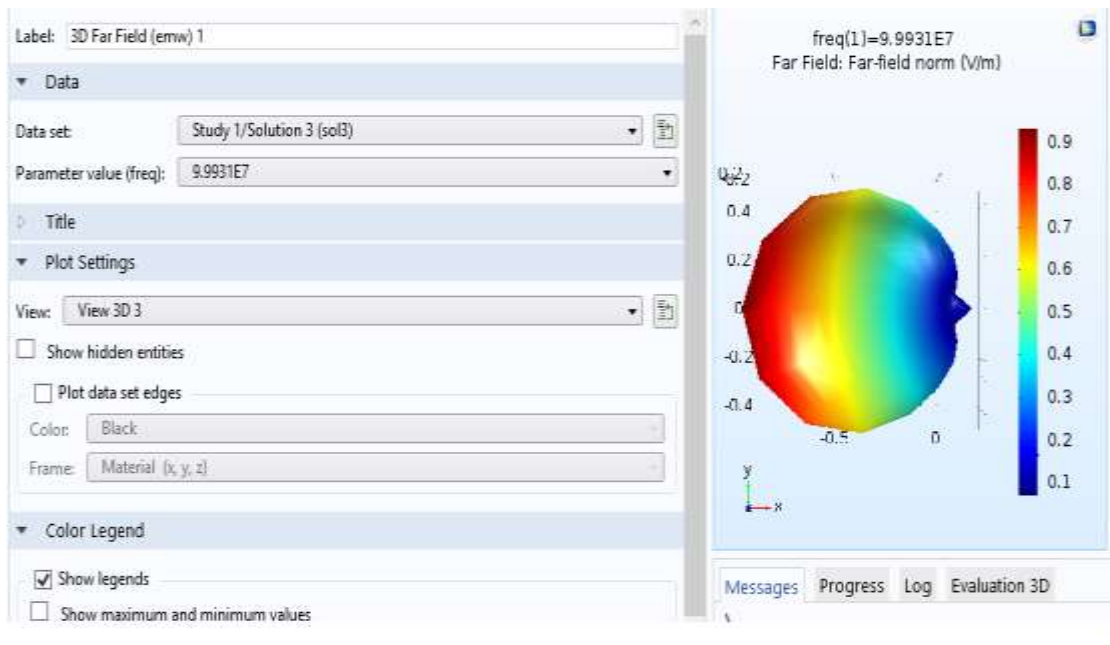 Label: 3D Far Field (emw) 1
Data
Data set: Study 1/Solution 3 (sol3)
Parameter value (freq): 9.9931E7
Title
Plot Settings
View: View 3D 3
Show hidden entities
Plot data set edges
Color: Black
Frame: Material (x, y, z)
Color Legend
Show legends
Show maximum and minimum values
freq(1)=9.9931E7
Far Field: Far-field norm (V/m)
0.9
0.8
0.7
0.6
0.5
0.4
0.3
0.2
0.1
0.4
0.2
0
-0.2
-0.4
-0.5 0
y
x
Messages Progress Log Evaluation 3D